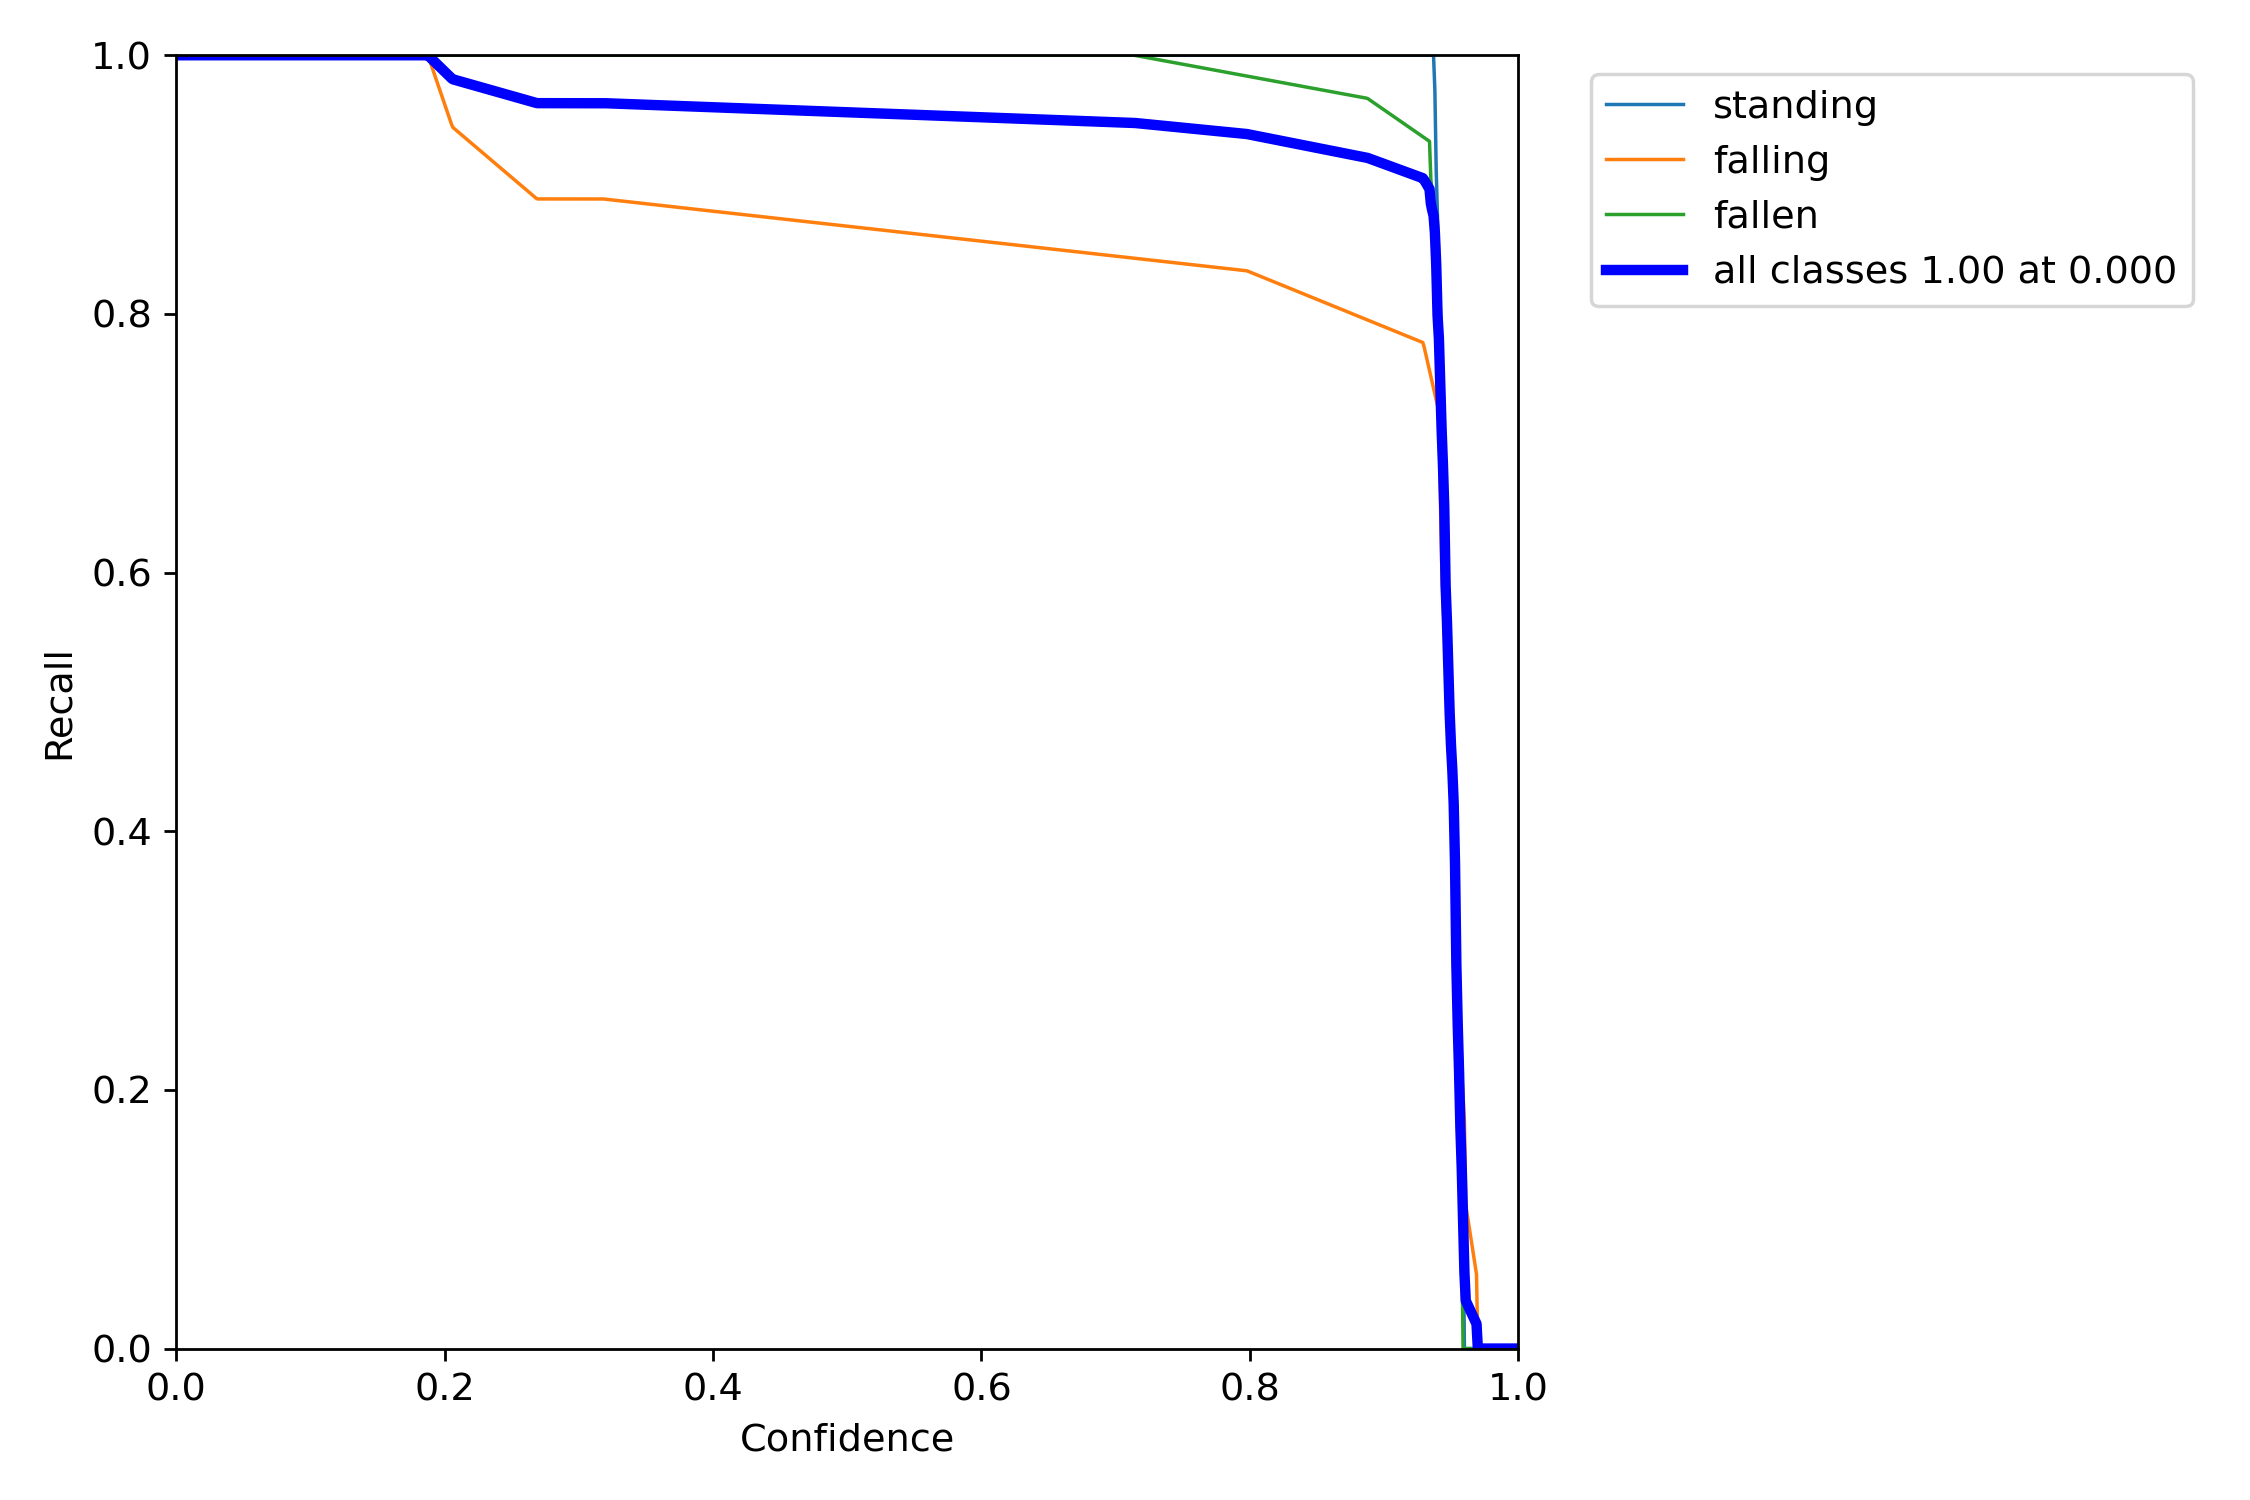 1.0
0.8
0.6
0.4
0.2
0.0
Recall
0.0 0.2 0.4 0.6 0.8 1.0
Confidence
standing
falling
fallen
all classes 1.00 at 0.000